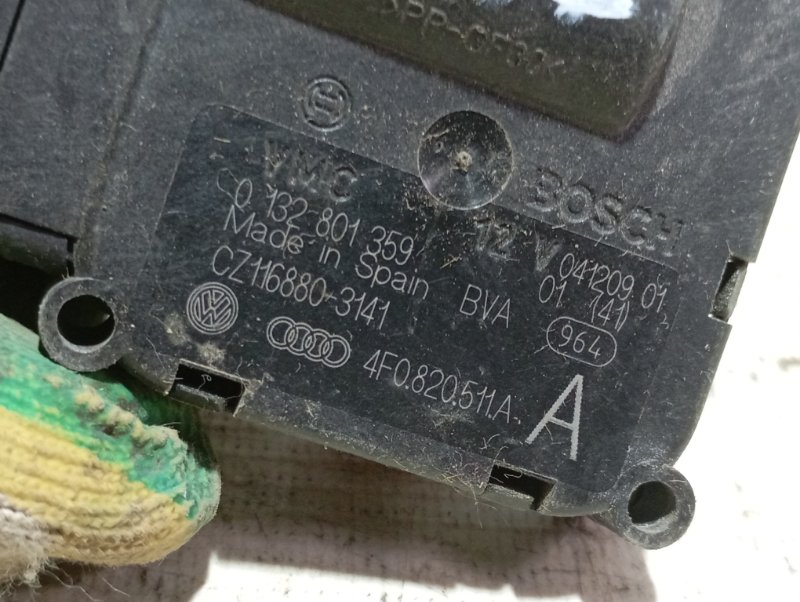 VMC
BOSCH
0 132 801 359
12 V
041209 01
Made in Spain
BVA
01 (41)
CZ116880-3141
964
4F0.820.511.A
A